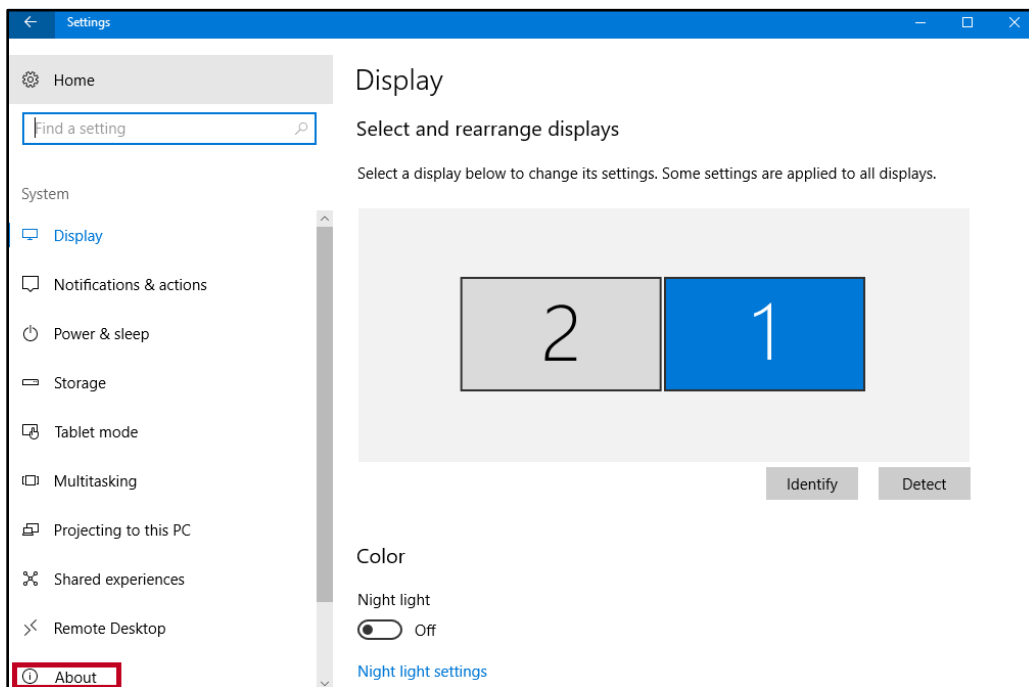 Settings
Home
Find a setting
System
Display
Notifications & actions
Power & sleep
Storage
Tablet mode
Multitasking
Projecting to this PC
Shared experiences
Remote Desktop
About
Display
Select and rearrange displays
Select a display below to change its settings. Some settings are applied to all displays.
2 1
Identify Detect
Color
Night light
Off
Night light settings